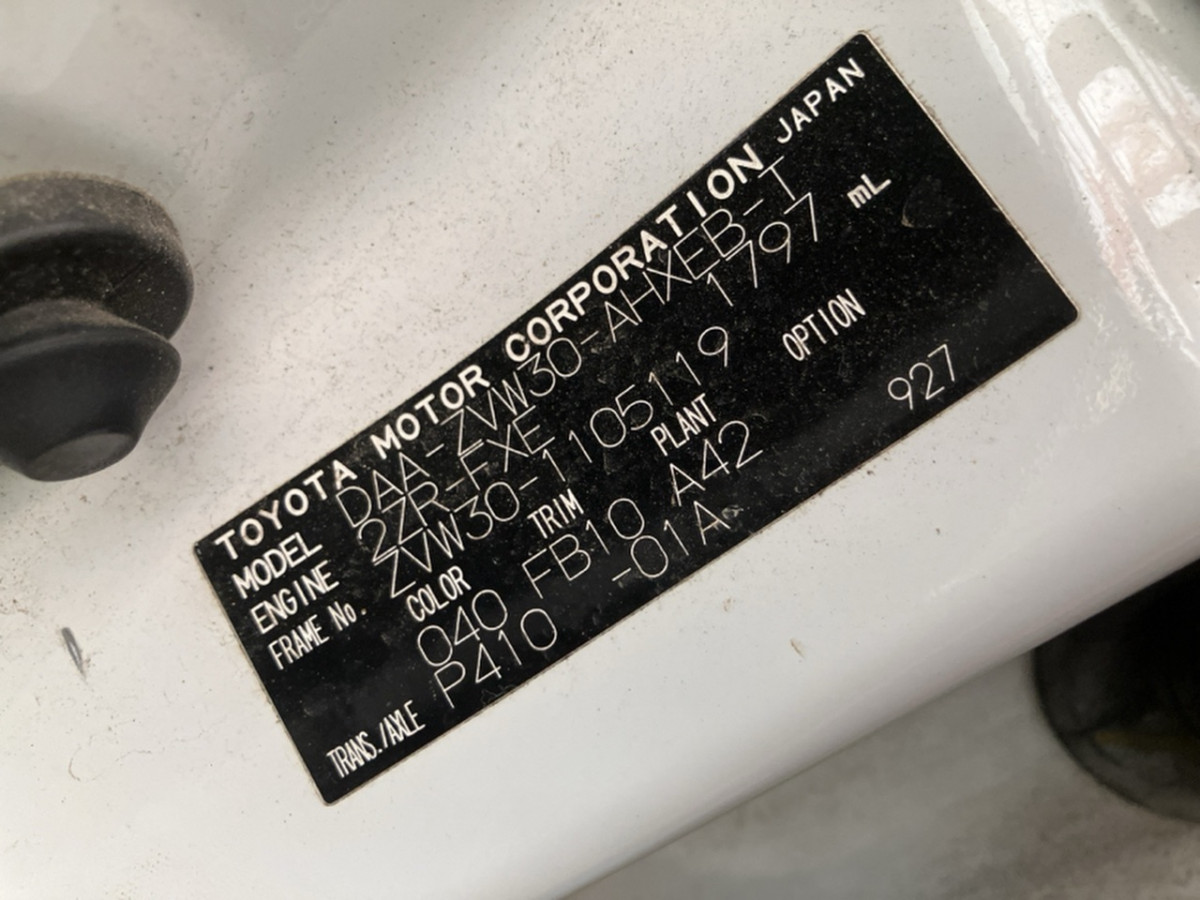 TOYOTA MOTOR CORPORATION JAPAN
MODEL DAA-ZVW30-AHXEB-T
ENGINE 2ZR-FXE 1797 mL
FRAME No. ZVW30-1105119
COLOR TRIM PLANT OPTION
040 FB10 A42 927
TRANS./AXLE P410 -01A